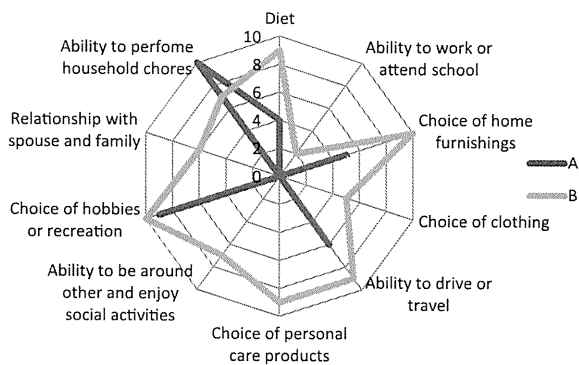 Diet
10
8
6
4
2
0
Ability to work or
attend school
Choice of home
furnishings
Choice of clothing
Ability to drive or
travel
Choice of personal
care products
Ability to be around
other and enjoy
social activities
Choice of hobbies
or recreation
Relationship with
spouse and family
Ability to perfome
household chores
A
B